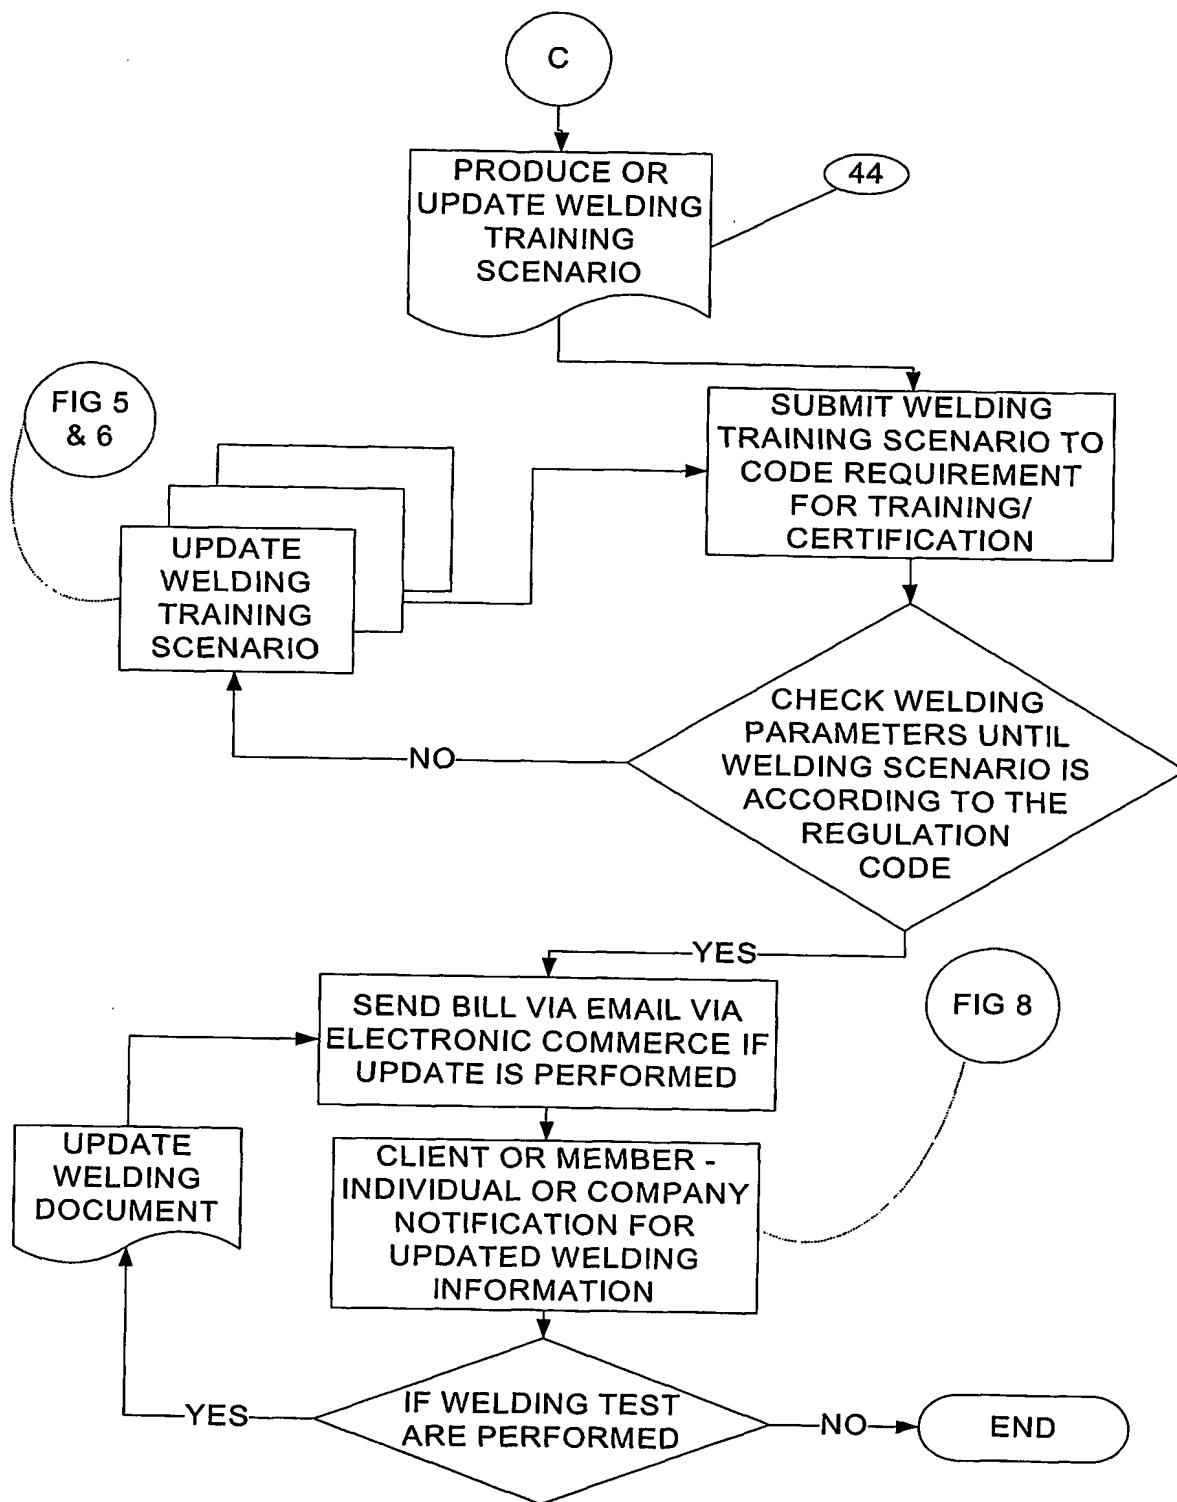 C
PRODUCE OR
UPDATE WELDING
TRAINING
SCENARIO
44
FIG 5
& 6
SUBMIT WELDING
TRAINING SCENARIO TO
CODE REQUIREMENT
FOR TRAINING/
CERTIFICATION
UPDATE
WELDING
TRAINING
SCENARIO
CHECK WELDING
PARAMETERS UNTIL
WELDING SCENARIO IS
ACCORDING TO THE
REGULATION
CODE
NO
YES
FIG 8
SEND BILL VIA EMAIL VIA
ELECTRONIC COMMERCE IF
UPDATE IS PERFORMED
UPDATE
WELDING
DOCUMENT
CLIENT OR MEMBER -
INDIVIDUAL OR COMPANY
NOTIFICATION FOR
UPDATED WELDING
INFORMATION
IF WELDING TEST
ARE PERFORMED
YES
NO
END